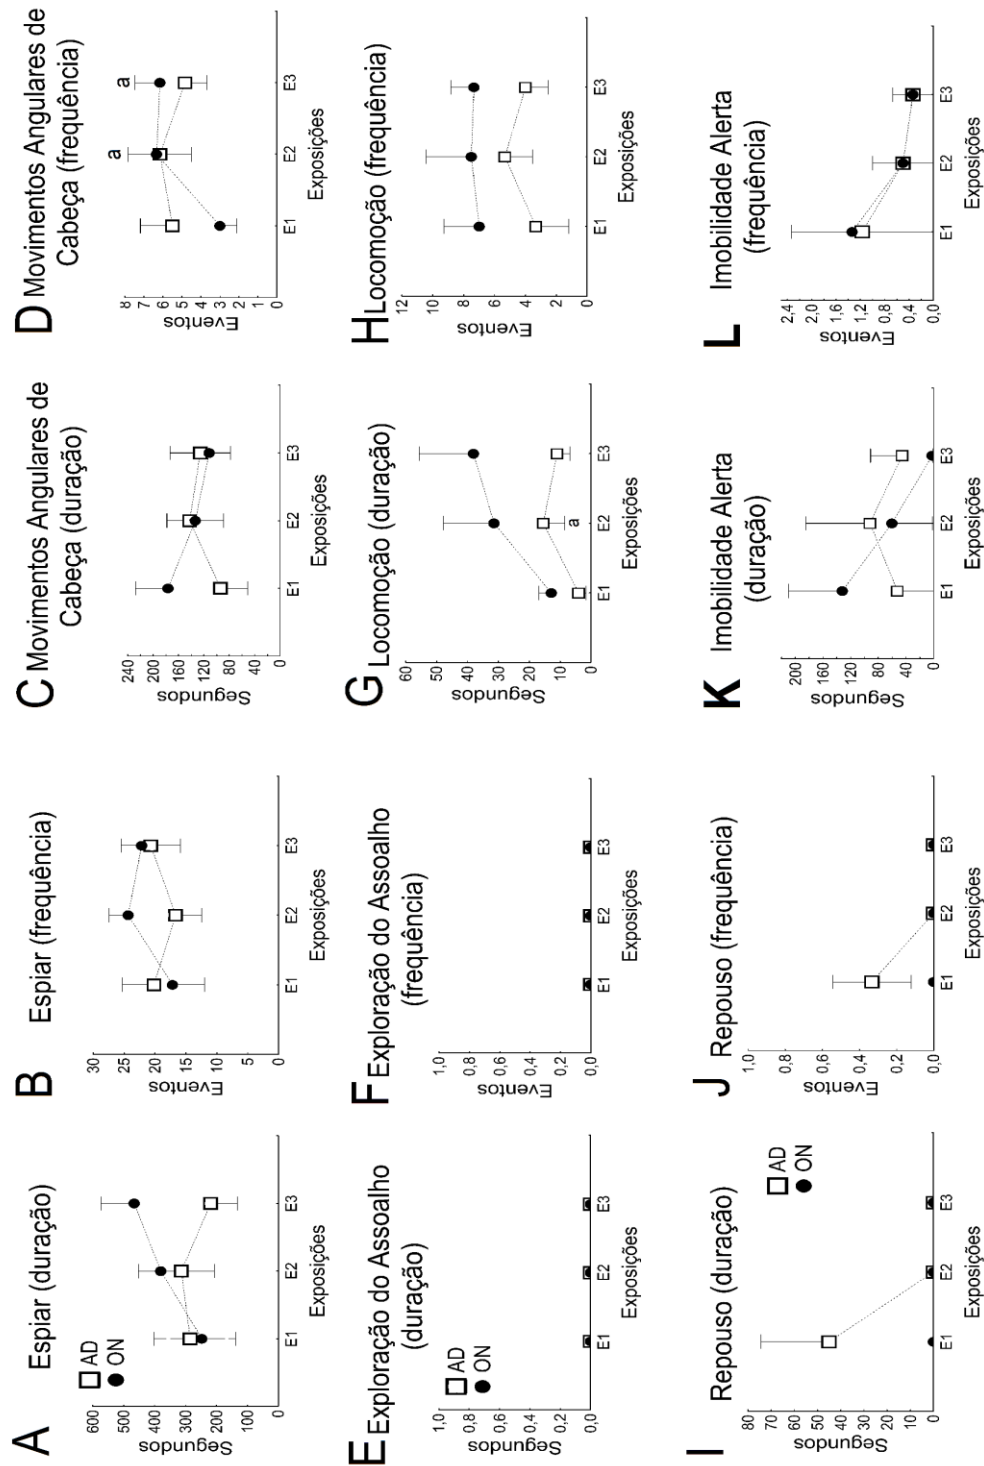 A
Espiar (duração)
Segundos
600
500
400
300
200
100
0
AD
ON
E1
E2
E3
Exposições
B
Espiar (frequência)
Eventos
30
25
20
15
10
5
0
E1
E2
E3
Exposições
C Movimentos Angulares de
Cabeça (duração)
Segundos
240
200
160
120
80
40
0
E1
E2
E3
Exposições
D Movimentos Angulares de
Cabeça (frequência)
Eventos
8
7
6
5
4
3
2
1
0
a
a
E1
E2
E3
Exposições
E Exploração do Assoalho
(duração)
Segundos
1,0
0,8
0,6
0,4
0,2
0,0
AD
ON
E1
E2
E3
Exposições
F Exploração do Assoalho
(frequência)
Eventos
1,0
0,8
0,6
0,4
0,2
0,0
E1
E2
E3
Exposições
G Locomoção (duração)
Segundos
60
50
40
30
20
10
0
a
E1
E2
E3
Exposições
H Locomoção (frequência)
Eventos
12
10
8
6
4
2
0
E1
E2
E3
Exposições
I
Repouso (duração)
Segundos
80
70
60
50
40
30
20
10
0
AD
ON
E1
E2
E3
Exposições
J
Repouso (frequência)
Eventos
1,0
0,8
0,6
0,4
0,2
0,0
E1
E2
E3
Exposições
K
Imobilidade Alerta
(duração)
Segundos
200
160
120
80
40
0
E1
E2
E3
Exposições
L
Imobilidade Alerta
(frequência)
Eventos
2,4
2,0
1,6
1,2
0,8
0,4
0,0
E1
E2
E3
Exposições